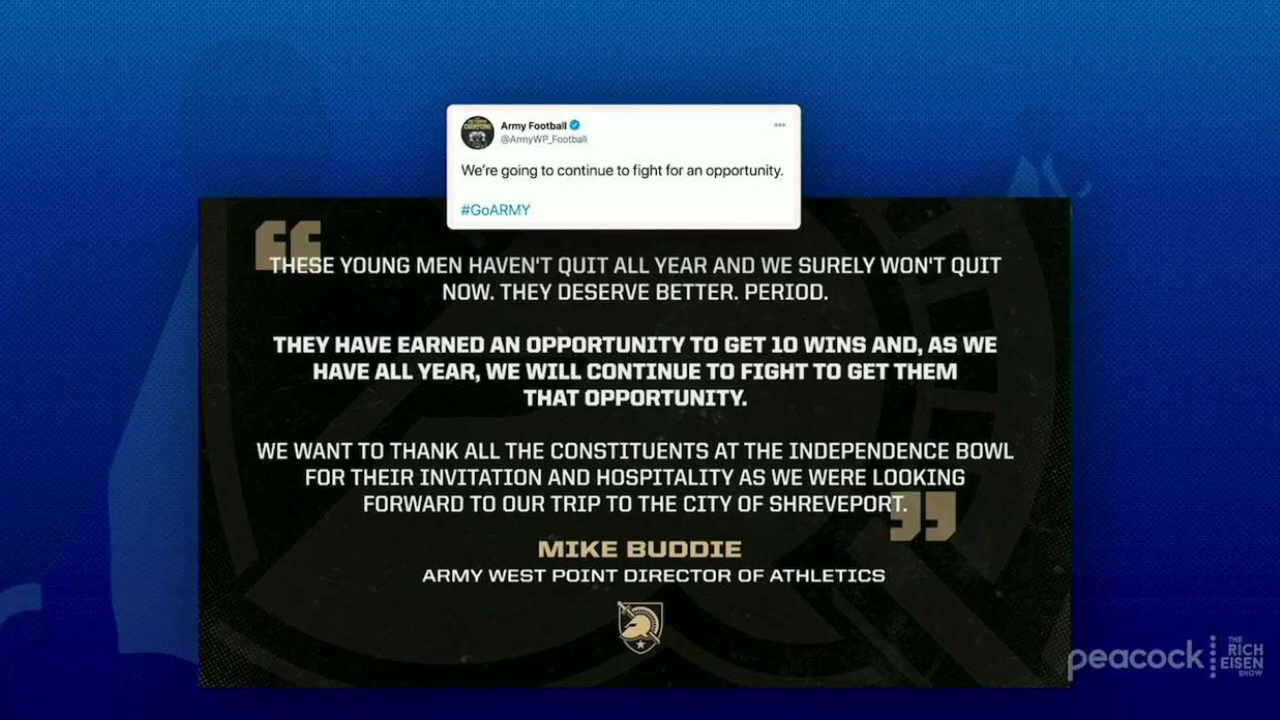 Army Football
@ArmyWP_Football
We're going to continue to fight for an opportunity.
#GoARMY
THESE YOUNG MEN HAVEN'T QUIT ALL YEAR AND WE SURELY WON'T QUIT
NOW. THEY DESERVE BETTER. PERIOD.
THEY HAVE EARNED AN OPPORTUNITY TO GET 10 WINS AND, AS WE
HAVE ALL YEAR, WE WILL CONTINUE TO FIGHT TO GET THEM
THAT OPPORTUNITY.
WE WANT TO THANK ALL THE CONSTITUENTS AT THE INDEPENDENCE BOWL
FOR THEIR INVITATION AND HOSPITALITY AS WE WERE LOOKING
FORWARD TO OUR TRIP TO THE CITY OF SHREVEPORT.
MIKE BUDDIE
ARMY WEST POINT DIRECTOR OF ATHLETICS
peacock
THE
RICH
EISEN
SHOW